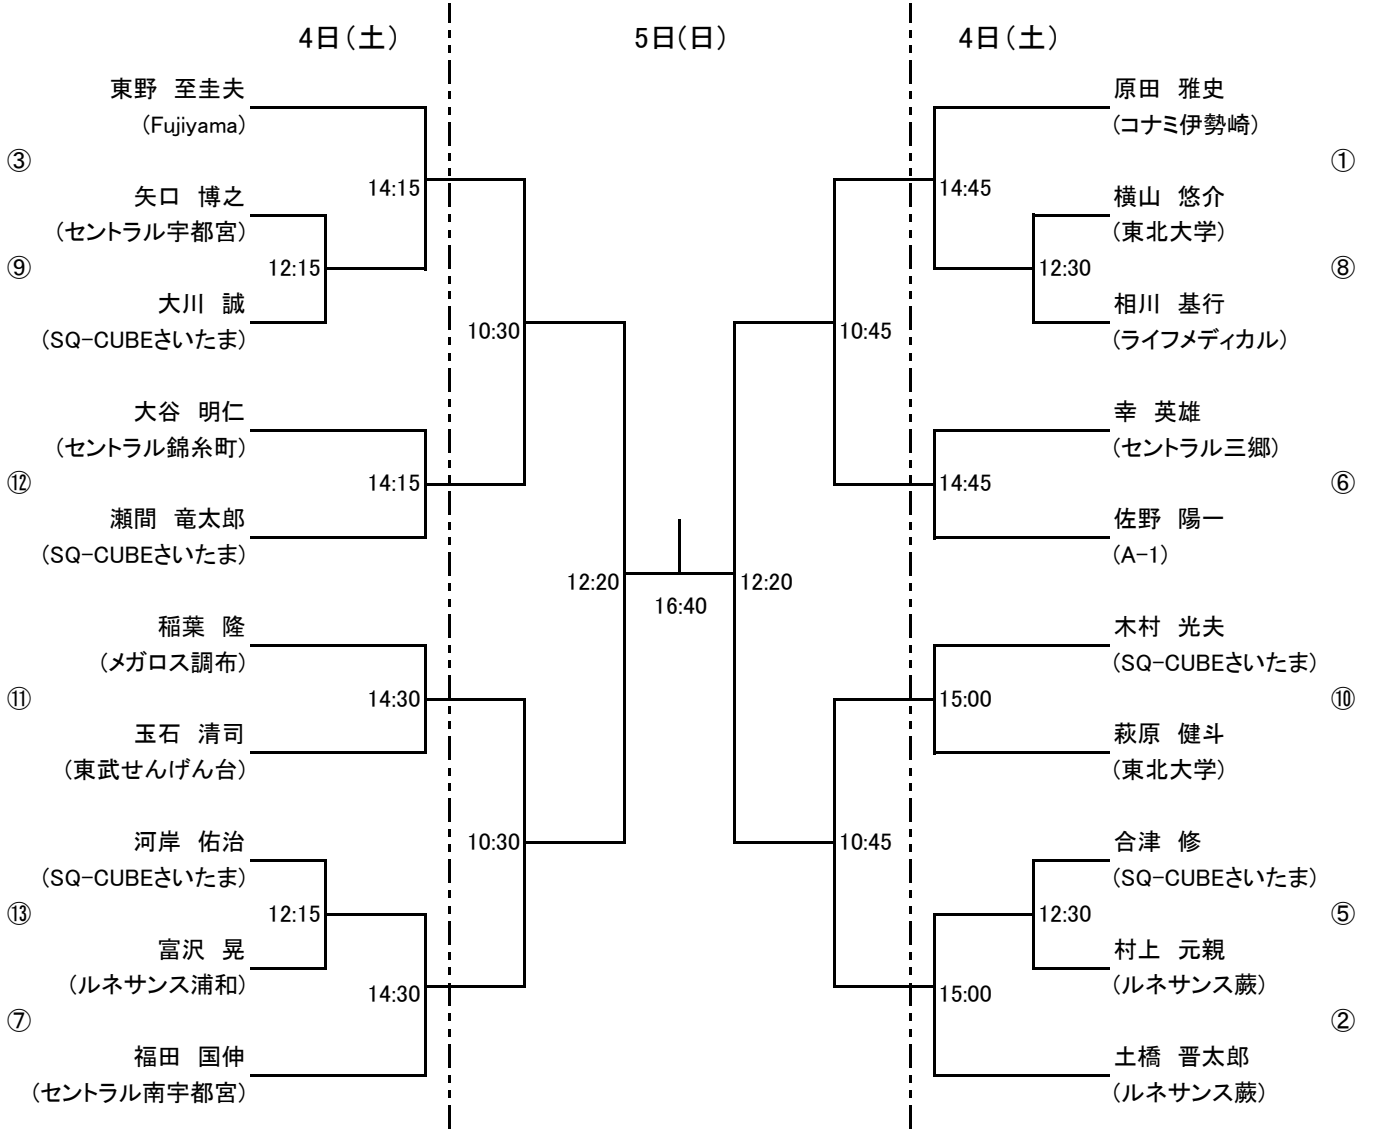 4日(土)
5日(日)
4日(土)
東野　至圭夫
(Fujiyama)
③
14:15
矢口　博之
(セントラル宇都宮)
⑨
12:15
大川　誠
(SQ-CUBEさいたま)
10:30
大谷　明仁
(セントラル錦糸町)
⑫
14:15
瀬間　竜太郎
(SQ-CUBEさいたま)
12:20
稲葉　隆
(メガロス調布)
⑪
14:30
玉石　清司
(東武せんげん台)
10:30
河岸　佑治
(SQ-CUBEさいたま)
⑬
12:15
富沢　晃
(ルネサンス浦和)
14:30
⑦
福田　国伸
(セントラル南宇都宮)
16:40
原田　雅史
(コナミ伊勢崎)
①
14:45
横山　悠介
(東北大学)
12:30
⑧
相川　基行
(ライフメディカル)
10:45
幸　英雄
(セントラル三郷)
14:45
⑥
佐野　陽一
(A-1)
12:20
木村　光夫
(SQ-CUBEさいたま)
15:00
⑩
萩原　健斗
(東北大学)
10:45
合津　修
(SQ-CUBEさいたま)
12:30
⑤
村上　元親
(ルネサンス蕨)
15:00
②
土橋　晋太郎
(ルネサンス蕨)